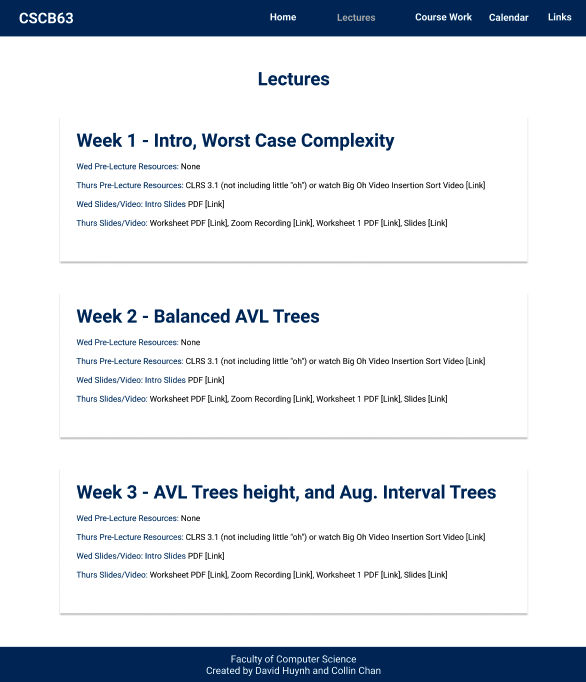 CSCB63
Home
Lectures
Course Work
Calendar
Links
Lectures
Week 1 - Intro, Worst Case Complexity
Wed Pre-Lecture Resources: None
Thurs Pre-Lecture Resources: CLRS 3.1 (not including little "oh") or watch Big Oh Video Insertion Sort Video [Link]
Wed Slides/Video: Intro Slides PDF [Link]
Thurs Slides/Video: Worksheet PDF [Link], Zoom Recording [Link], Worksheet 1 PDF [Link], Slides [Link]
Week 2 - Balanced AVL Trees
Wed Pre-Lecture Resources: None
Thurs Pre-Lecture Resources: CLRS 3.1 (not including little "oh") or watch Big Oh Video Insertion Sort Video [Link]
Wed Slides/Video: Intro Slides PDF [Link]
Thurs Slides/Video: Worksheet PDF [Link], Zoom Recording [Link], Worksheet 1 PDF [Link], Slides [Link]
Week 3 - AVL Trees height, and Aug. Interval Trees
Wed Pre-Lecture Resources: None
Thurs Pre-Lecture Resources: CLRS 3.1 (not including little "oh") or watch Big Oh Video Insertion Sort Video [Link]
Wed Slides/Video: Intro Slides PDF [Link]
Thurs Slides/Video: Worksheet PDF [Link], Zoom Recording [Link], Worksheet 1 PDF [Link], Slides [Link]
Faculty of Computer Science
Created by David Huynh and Collin Chan